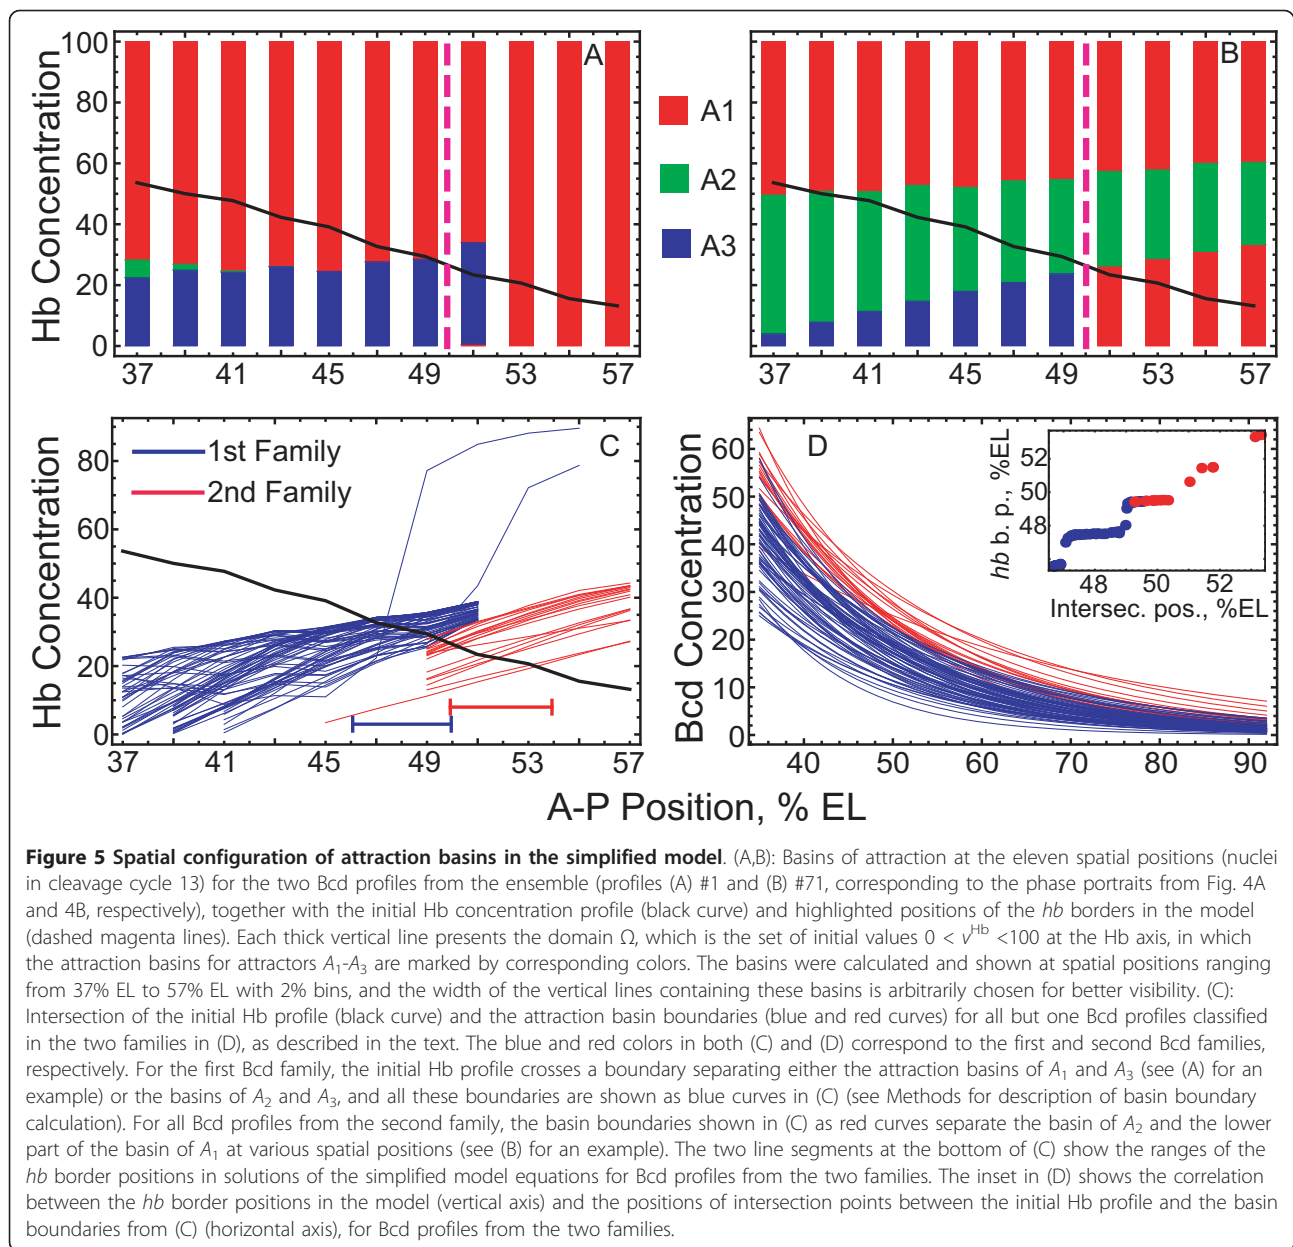 100
80
60
40
20
0
Hb Concentration
A
37 41 45 49 53 57
A1
A2
A3
B
37 41 45 49 53 57
80
60
40
20
0
Hb Concentration
1st Family
2nd Family
C
37 41 45 49 53 57
60
50
40
30
20
10
0
Bcd Concentration
D
52
50
48
hb b. p., %EL
48 50 52
Intersec. pos., %EL
40 50 60 70 80 90
A-P Position, % EL
Figure 5 Spatial configuration of attraction basins in the simplified model. (A,B): Basins of attraction at the eleven spatial positions (nuclei
in cleavage cycle 13) for the two Bcd profiles from the ensemble (profiles (A) #1 and (B) #71, corresponding to the phase portraits from Fig. 4A
and 4B, respectively), together with the initial Hb concentration profile (black curve) and highlighted positions of the hb borders in the model
(dashed magenta lines). Each thick vertical line presents the domain Ω, which is the set of initial values 0 < v^Hb <100 at the Hb axis, in which
the attraction basins for attractors A₁-A₃ are marked by corresponding colors. The basins were calculated and shown at spatial positions ranging
from 37% EL to 57% EL with 2% bins, and the width of the vertical lines containing these basins is arbitrarily chosen for better visibility. (C):
Intersection of the initial Hb profile (black curve) and the attraction basin boundaries (blue and red curves) for all but one Bcd profiles classified
in the two families in (D), as described in the text. The blue and red colors in both (C) and (D) correspond to the first and second Bcd families,
respectively. For the first Bcd family, the initial Hb profile crosses a boundary separating either the attraction basins of A₁ and A₃ (see (A) for an
example) or the basins of A₂ and A₃, and all these boundaries are shown as blue curves in (C) (see Methods for description of basin boundary
calculation). For all Bcd profiles from the second family, the basin boundaries shown in (C) as red curves separate the basin of A₂ and the lower
part of the basin of A₁ at various spatial positions (see (B) for an example). The two line segments at the bottom of (C) show the ranges of the
hb border positions in solutions of the simplified model equations for Bcd profiles from the two families. The inset in (D) shows the correlation
between the hb border positions in the model (vertical axis) and the positions of intersection points between the initial Hb profile and the basin
boundaries from (C) (horizontal axis), for Bcd profiles from the two families.